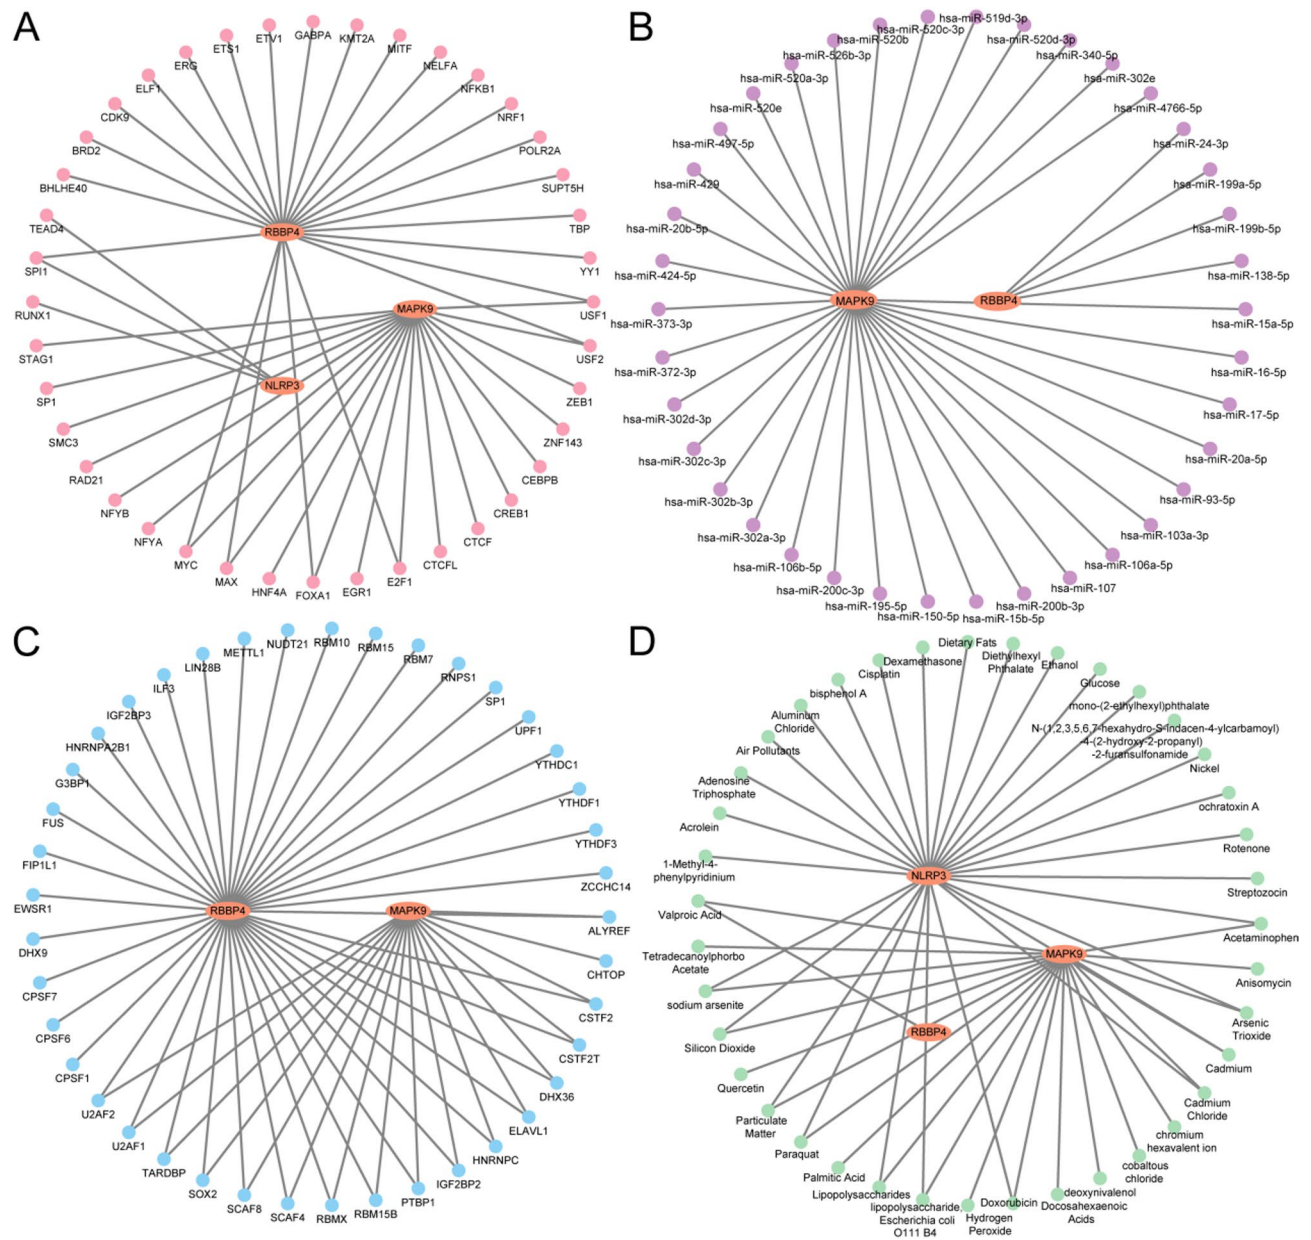 A
ETV1
GABPA
KMT2A
ETS1
MITF
ERG
NELFA
ELF1
NFKB1
CDK9
NRF1
BRD2
POLR2A
BHLHE40
SUPT5H
TEAD4
TBP
RBBP4
SPI1
YY1
RUNX1
MAPK9
USF1
STAG1
USF2
NLRP3
SP1
ZEB1
SMC3
ZNF143
RAD21
CEBPB
NFYB
CREB1
NFYA
CTCF
MYC
CTCFL
MAX
E2F1
HNF4A
FOXA1
EGR1
B
hsa-miR-519d-3p
hsa-miR-520c-3p
hsa-miR-520b
hsa-miR-520d-3p
hsa-miR-526b-3p
hsa-miR-340-5p
hsa-miR-520a-3p
hsa-miR-302e
hsa-miR-520e
hsa-miR-4766-5p
hsa-miR-497-5p
hsa-miR-24-3p
hsa-miR-429
hsa-miR-199a-5p
hsa-miR-20b-5p
hsa-miR-199b-5p
hsa-miR-424-5p
hsa-miR-138-5p
MAPK9
RBBP4
hsa-miR-373-3p
hsa-miR-15a-5p
hsa-miR-372-3p
hsa-miR-16-5p
hsa-miR-302d-3p
hsa-miR-17-5p
hsa-miR-302c-3p
hsa-miR-20a-5p
hsa-miR-302b-3p
hsa-miR-93-5p
hsa-miR-302a-3p
hsa-miR-103a-3p
hsa-miR-106b-5p
hsa-miR-106a-5p
hsa-miR-200c-3p
hsa-miR-107
hsa-miR-195-5p
hsa-miR-200b-3p
hsa-miR-150-5p
hsa-miR-15b-5p
C
NUDT21
RBM10
METTL1
RBM15
LIN28B
RBM7
ILF3
RNPS1
IGF2BP3
SP1
HNRNPA2B1
UPF1
G3BP1
YTHDC1
FUS
YTHDF1
FIP1L1
YTHDF3
EWSR1
ZCCHC14
RBBP4
MAPK9
ALYREF
DHX9
CHTOP
CPSF7
CSTF2
CPSF6
CSTF2T
CPSF1
DHX36
U2AF2
ELAVL1
U2AF1
HNRNPC
TARDBP
IGF2BP2
SOX2
PTBP1
SCAF8
RBM15B
SCAF4
RBMX
D
Dietary Fats
Dexamethasone
Diethylhexyl
Phthalate
Ethanol
Cisplatin
Glucose
bisphenol A
mono-(2-ethylhexyl)phthalate
Aluminum
Chloride
N-(1,2,3,5,6,7-hexahydro-S-indacen-4-ylcarbamoyl)
-4-(2-hydroxy-2-propanyl)
-2-furansulfonamide
Air Pollutants
Nickel
Adenosine
Triphosphate
ochratoxin A
Acrolein
Rotenone
1-Methyl-4-
phenylpyridinium
NLRP3
Streptozocin
Valproic Acid
Acetaminophen
Tetradecanoylphorbo
Acetate
MAPK9
Anisomycin
sodium arsenite
Arsenic
Trioxide
RBBP4
Silicon Dioxide
Cadmium
Quercetin
Cadmium
Chloride
Particulate
Matter
chromium
hexavalent ion
Paraquat
cobaltous
chloride
Palmitic Acid
deoxynivalenol
Lipopolysaccharides
Doxorubicin
Docosahexaenoic
Acids
lipopolysaccharide,
Escherichia coli
O111 B4
Hydrogen
Peroxide